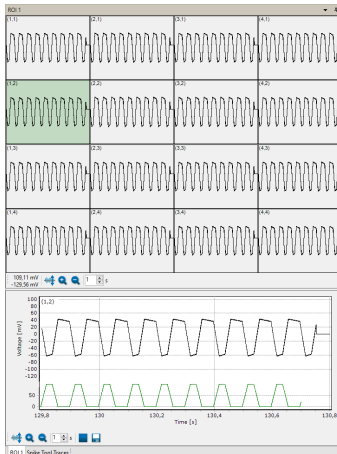 ROI 1
(1,1) (2,1) (3,1) (4,1)
(1,2) (2,2) (3,2) (4,2)
(1,3) (2,3) (3,3) (4,3)
(1,4) (2,4) (3,4) (4,4)
109,11 mV
-129,56 mV
1 s
(1,2)
Voltage [mV]
100
80
60
40
20
0
-20
-40
-60
-80
-100
-120
50
0
129,8 130 130,2 130,4 130,6 130,8
Time [s]
1 s
ROI 1 Spike Tool Traces